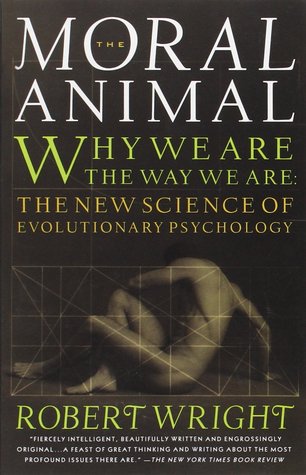 THE
MORAL
ANIMAL
WHY WE ARE
THE WAY WE ARE:
THE NEW SCIENCE OF
EVOLUTIONARY PSYCHOLOGY
ROBERT WRIGHT
"FIERCELY INTELLIGENT, BEAUTIFULLY WRITTEN AND ENGROSSINGLY
ORIGINAL...A FEAST OF GREAT THINKING AND WRITING ABOUT THE MOST
PROFOUND ISSUES THERE ARE." —THE NEW YORK TIMES BOOK REVIEW